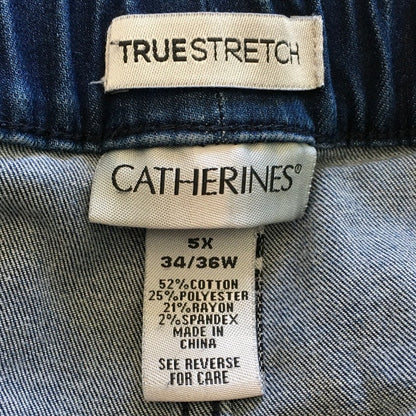 TRUESTRETCH
CATHERINES®
5X
34/36W
52%COTTON
25%POLYESTER
21%RAYON
2%SPANDEX
MADE IN
CHINA
SEE REVERSE
FOR CARE